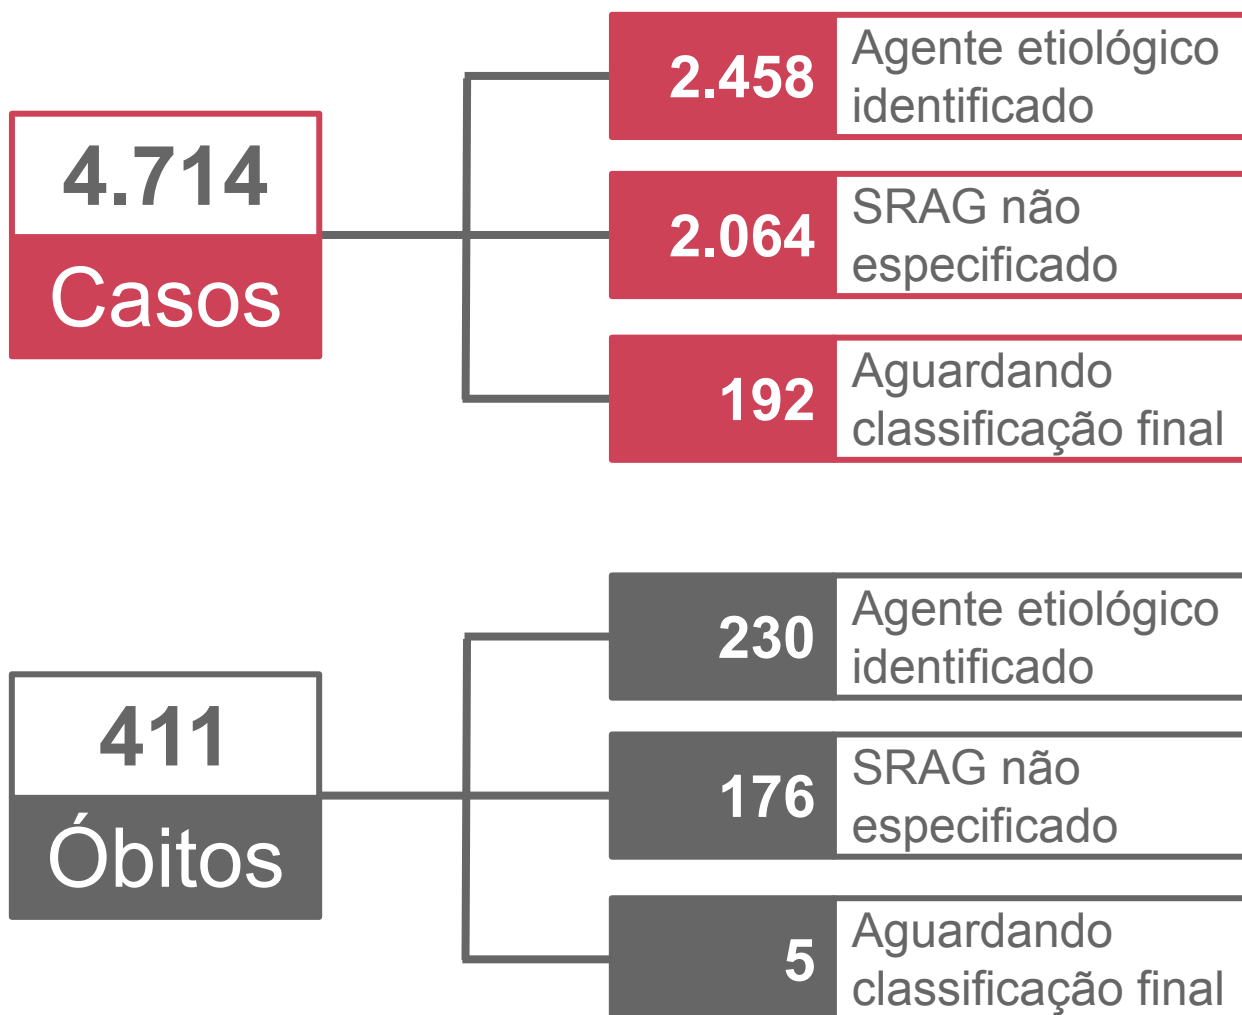 4.714
Casos
2.458
Agente etiológico
identificado
2.064
SRAG não
especificado
192
Aguardando
classificação final
411
Óbitos
230
Agente etiológico
identificado
176
SRAG não
especificado
5
Aguardando
classificação final